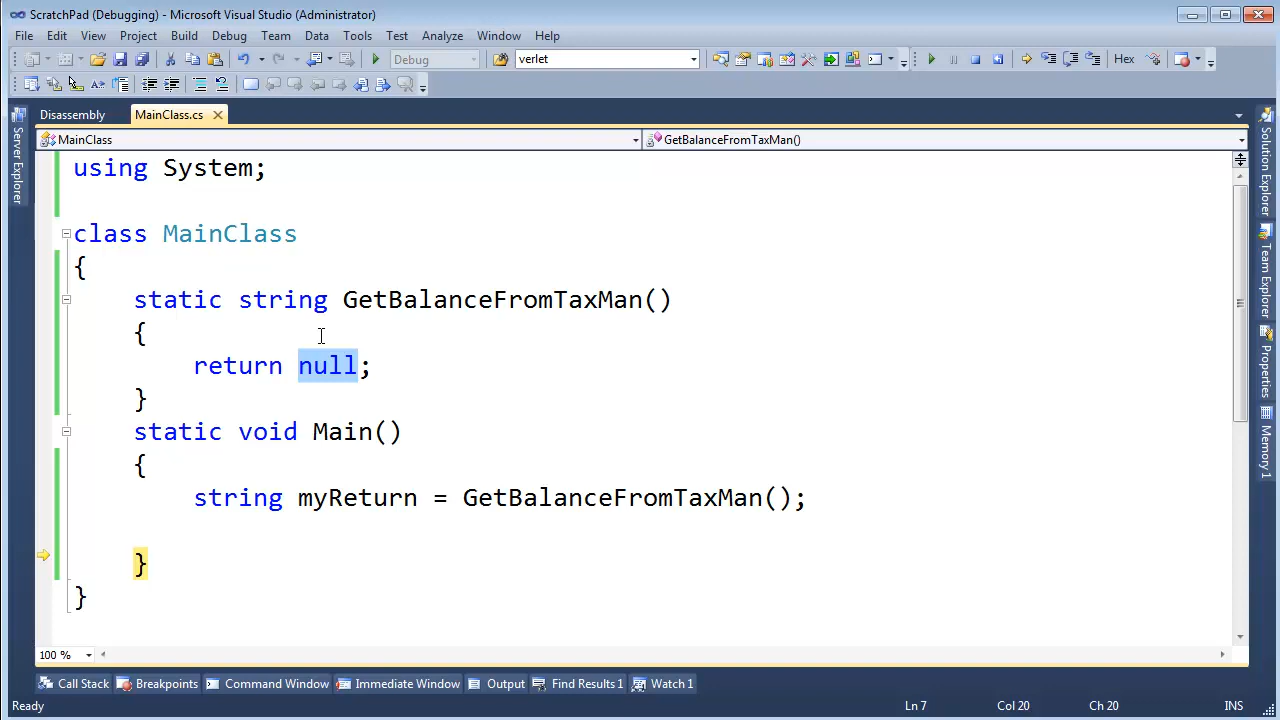 ScratchPad (Debugging) - Microsoft Visual Studio (Administrator)
File Edit View Project Build Debug Team Data Tools Test Analyze Window Help
Debug verlet Hex
Disassembly MainClass.cs
MainClass GetBalanceFromTaxMan()
using System;
class MainClass
{
static string GetBalanceFromTaxMan()
{
return null;
}
static void Main()
{
string myReturn = GetBalanceFromTaxMan();
}
}
Server Explorer
Solution Explorer
Team Explorer
Properties
Memory 1
100 %
Call Stack Breakpoints Command Window Immediate Window Output Find Results 1 Watch 1
Ready Ln 7 Col 20 Ch 20 INS